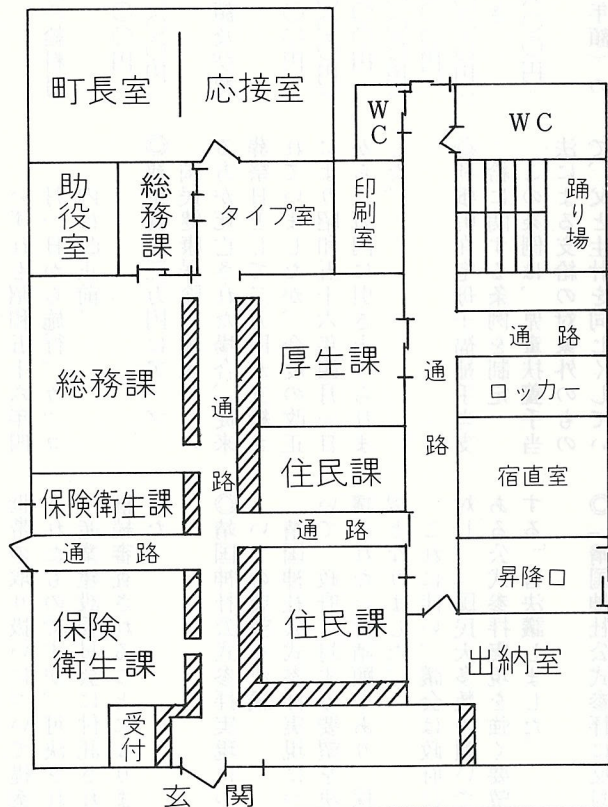 町長室
応接室
WC
WC
助役室
総務課
タイプ室
印刷室
踊り場
総務課
通路
厚生課
通路
通路
ロッカー
住民課
宿直室
保険衛生課
通路
通路
昇降口
保険衛生課
住民課
出納室
受付
玄関